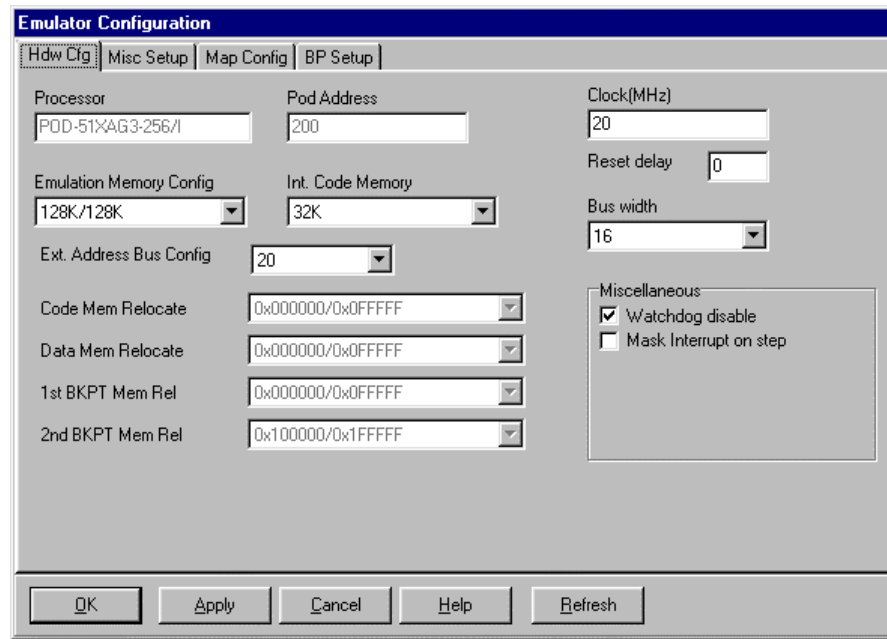 Emulator Configuration
Hdw Cfg Misc Setup Map Config BP Setup
Processor Pod Address Clock(MHz)
POD-51XAG3-256/I 200 20
Reset delay 0
Emulation Memory Config Int. Code Memory Bus width
128K/128K 32K 16
Ext. Address Bus Config 20
Miscellaneous
Code Mem Relocate 0x000000/0x0FFFFF Watchdog disable
Data Mem Relocate 0x000000/0x0FFFFF Mask Interrupt on step
1st BKPT Mem Rel 0x000000/0x0FFFFF
2nd BKPT Mem Rel 0x100000/0x1FFFFF
OK Apply Cancel Help Refresh